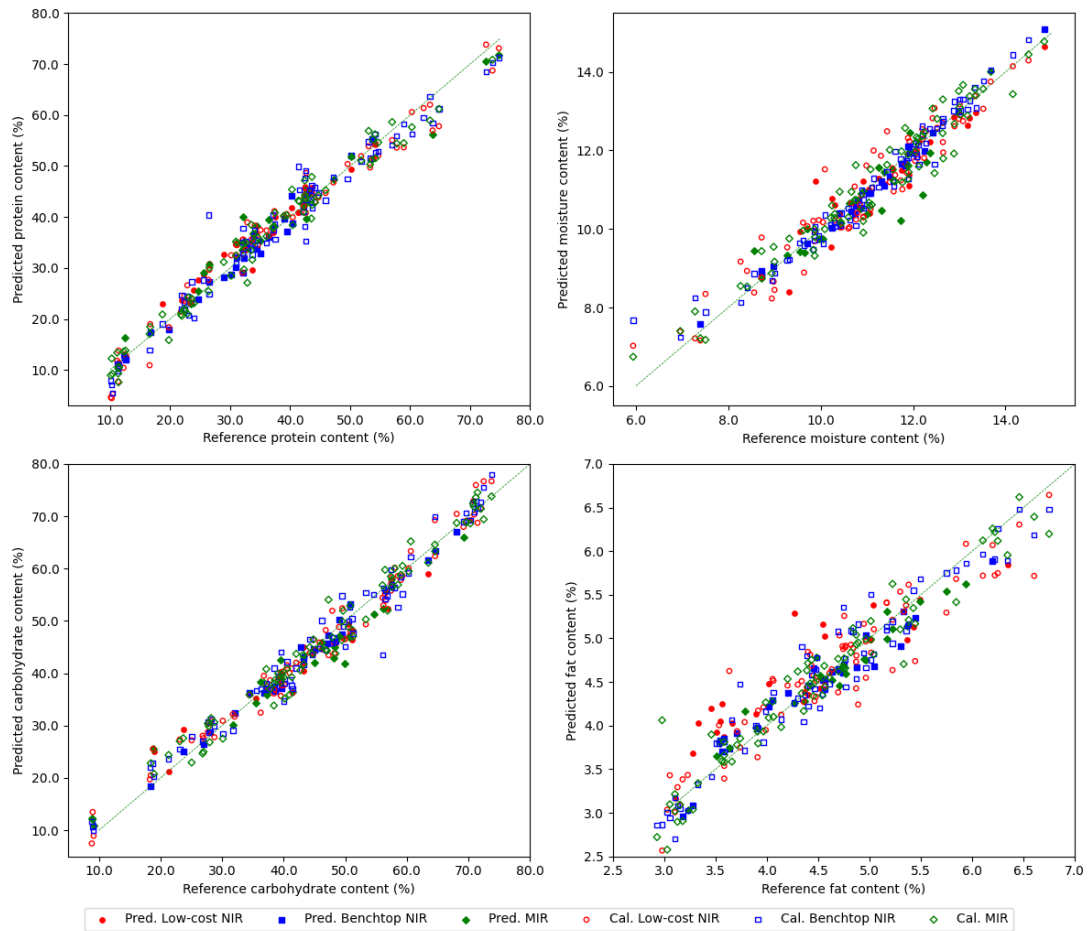 80.0
70.0
60.0
50.0
40.0
30.0
20.0
10.0
Predicted protein content (%)
10.0 20.0 30.0 40.0 50.0 60.0 70.0 80.0
Reference protein content (%)
14.0
12.0
10.0
8.0
6.0
Predicted moisture content (%)
6.0 8.0 10.0 12.0 14.0
Reference moisture content (%)
80.0
70.0
60.0
50.0
40.0
30.0
20.0
10.0
Predicted carbohydrate content (%)
10.0 20.0 30.0 40.0 50.0 60.0 70.0 80.0
Reference carbohydrate content (%)
7.0
6.5
6.0
5.5
5.0
4.5
4.0
3.5
3.0
2.5
Predicted fat content (%)
2.5 3.0 3.5 4.0 4.5 5.0 5.5 6.0 6.5 7.0
Reference fat content (%)
Pred. Low-cost NIR Pred. Benchtop NIR Pred. MIR Cal. Low-cost NIR Cal. Benchtop NIR Cal. MIR